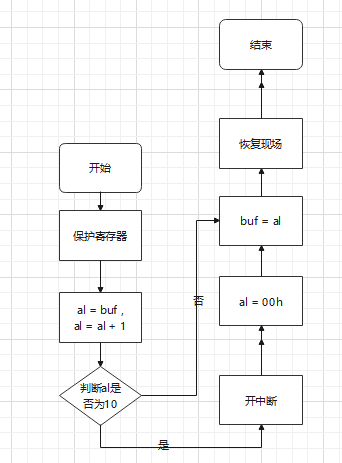 开始
保护寄存器
al = buf ,
al = al + 1
判断al是
否为10
是
否
开中断
al = 00h
buf = al
恢复现场
结束